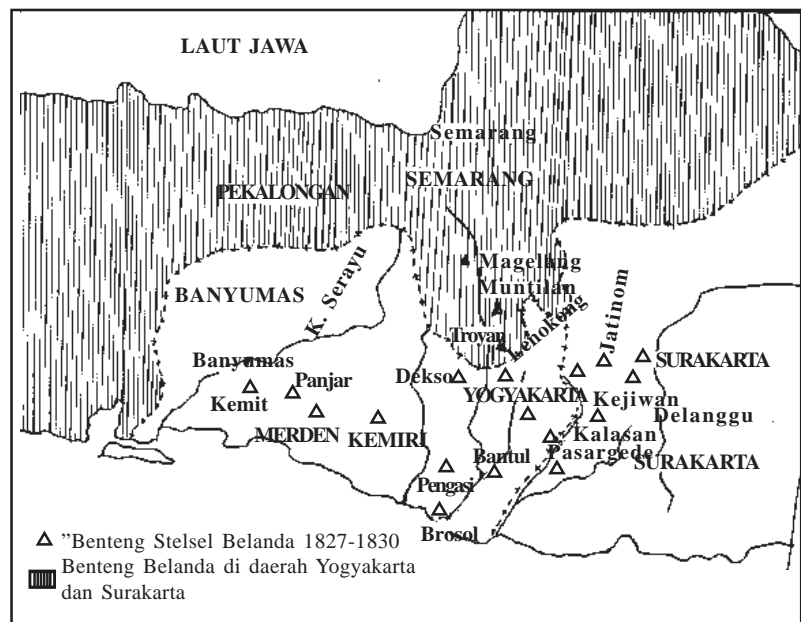 LAUT JAWA
Semarang
SEMARANG
PEKALONGAN
K. Serayu
Magelang
BANYUMAS
Muntilan
Jatinom
Troyan
Lehokong
Banyumas
SURAKARTA
Panjar
Dekso
YOGYAKARTA
Kemit
Kejiwan
Delanggu
MERDEN
KEMIRI
Kalasan
Bantul
Pasargede
SURAKARTA
Pengasi
Brosol
"Benteng Stelsel Belanda 1827-1830
Benteng Belanda di daerah Yogyakarta
dan Surakarta